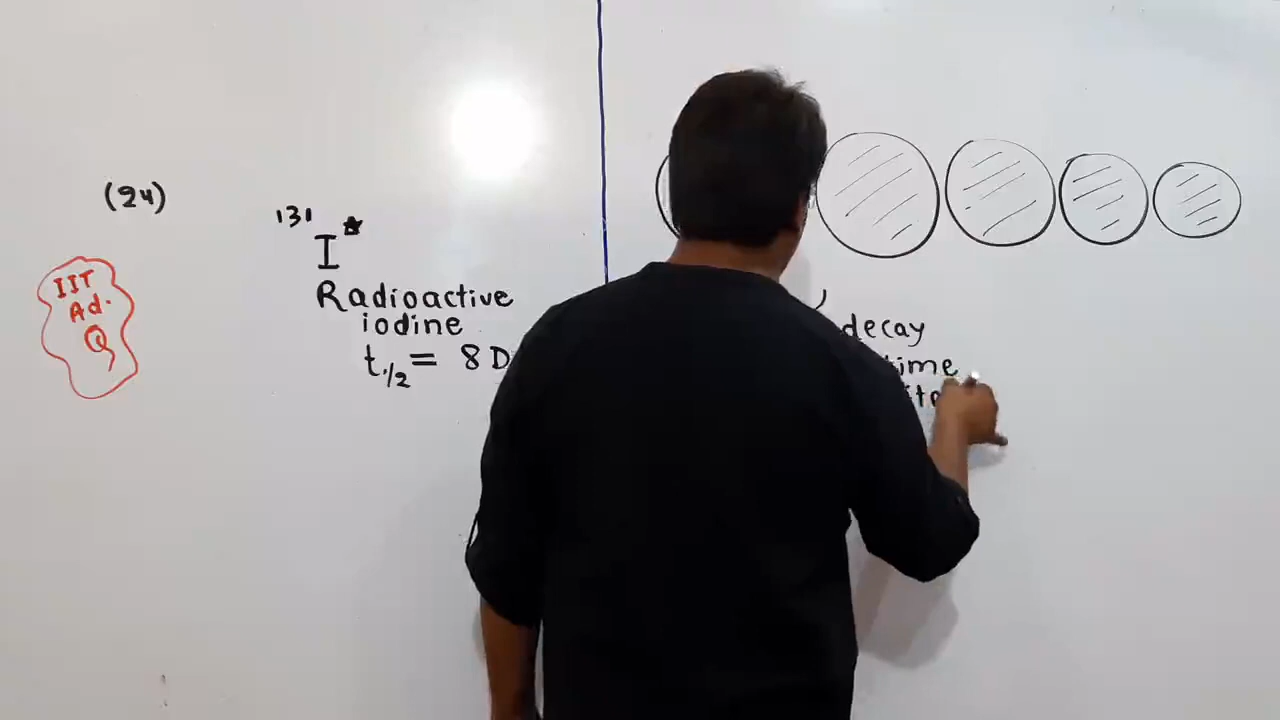 (24)
IIT
Ad.
Q
131
I*
Radioactive
iodine
t1/2 = 8 D
decay
time